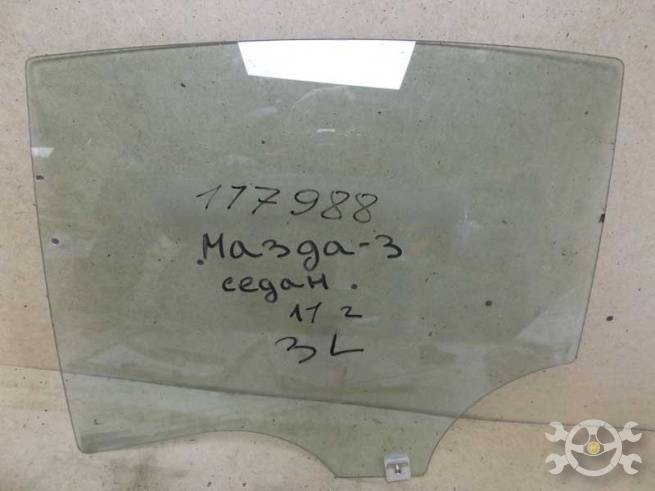 117988
Мазда-3
седан.
11 г
3L